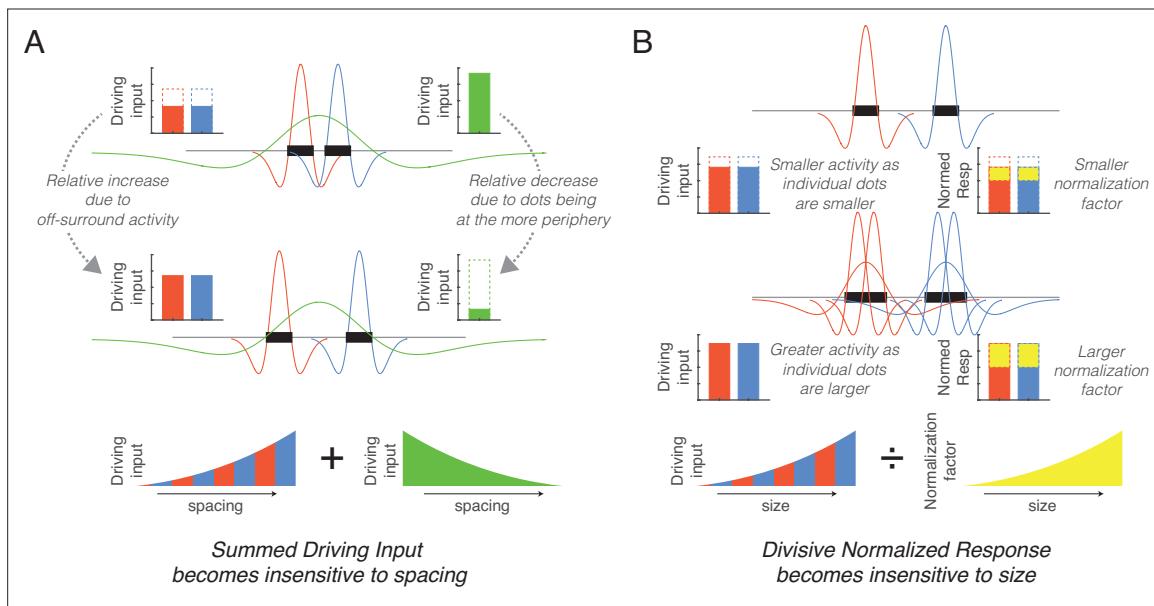 A
Driving
input
Driving
input
Relative increase
due to
off-surround activity
Relative decrease
due to dots being
at the more periphery
Driving
input
Driving
input
Driving
input
+
Driving
input
spacing
spacing
Summed Driving Input
becomes insensitive to spacing
B
Driving
input
Smaller activity as
individual dots
are smaller
Normed
Resp
Smaller
normalization
factor
Driving
input
Greater activity as
individual dots
are larger
Normed
Resp
Larger
normalization
factor
Driving
input
÷
Normalization
factor
size
size
Divisive Normalized Response
becomes insensitive to size